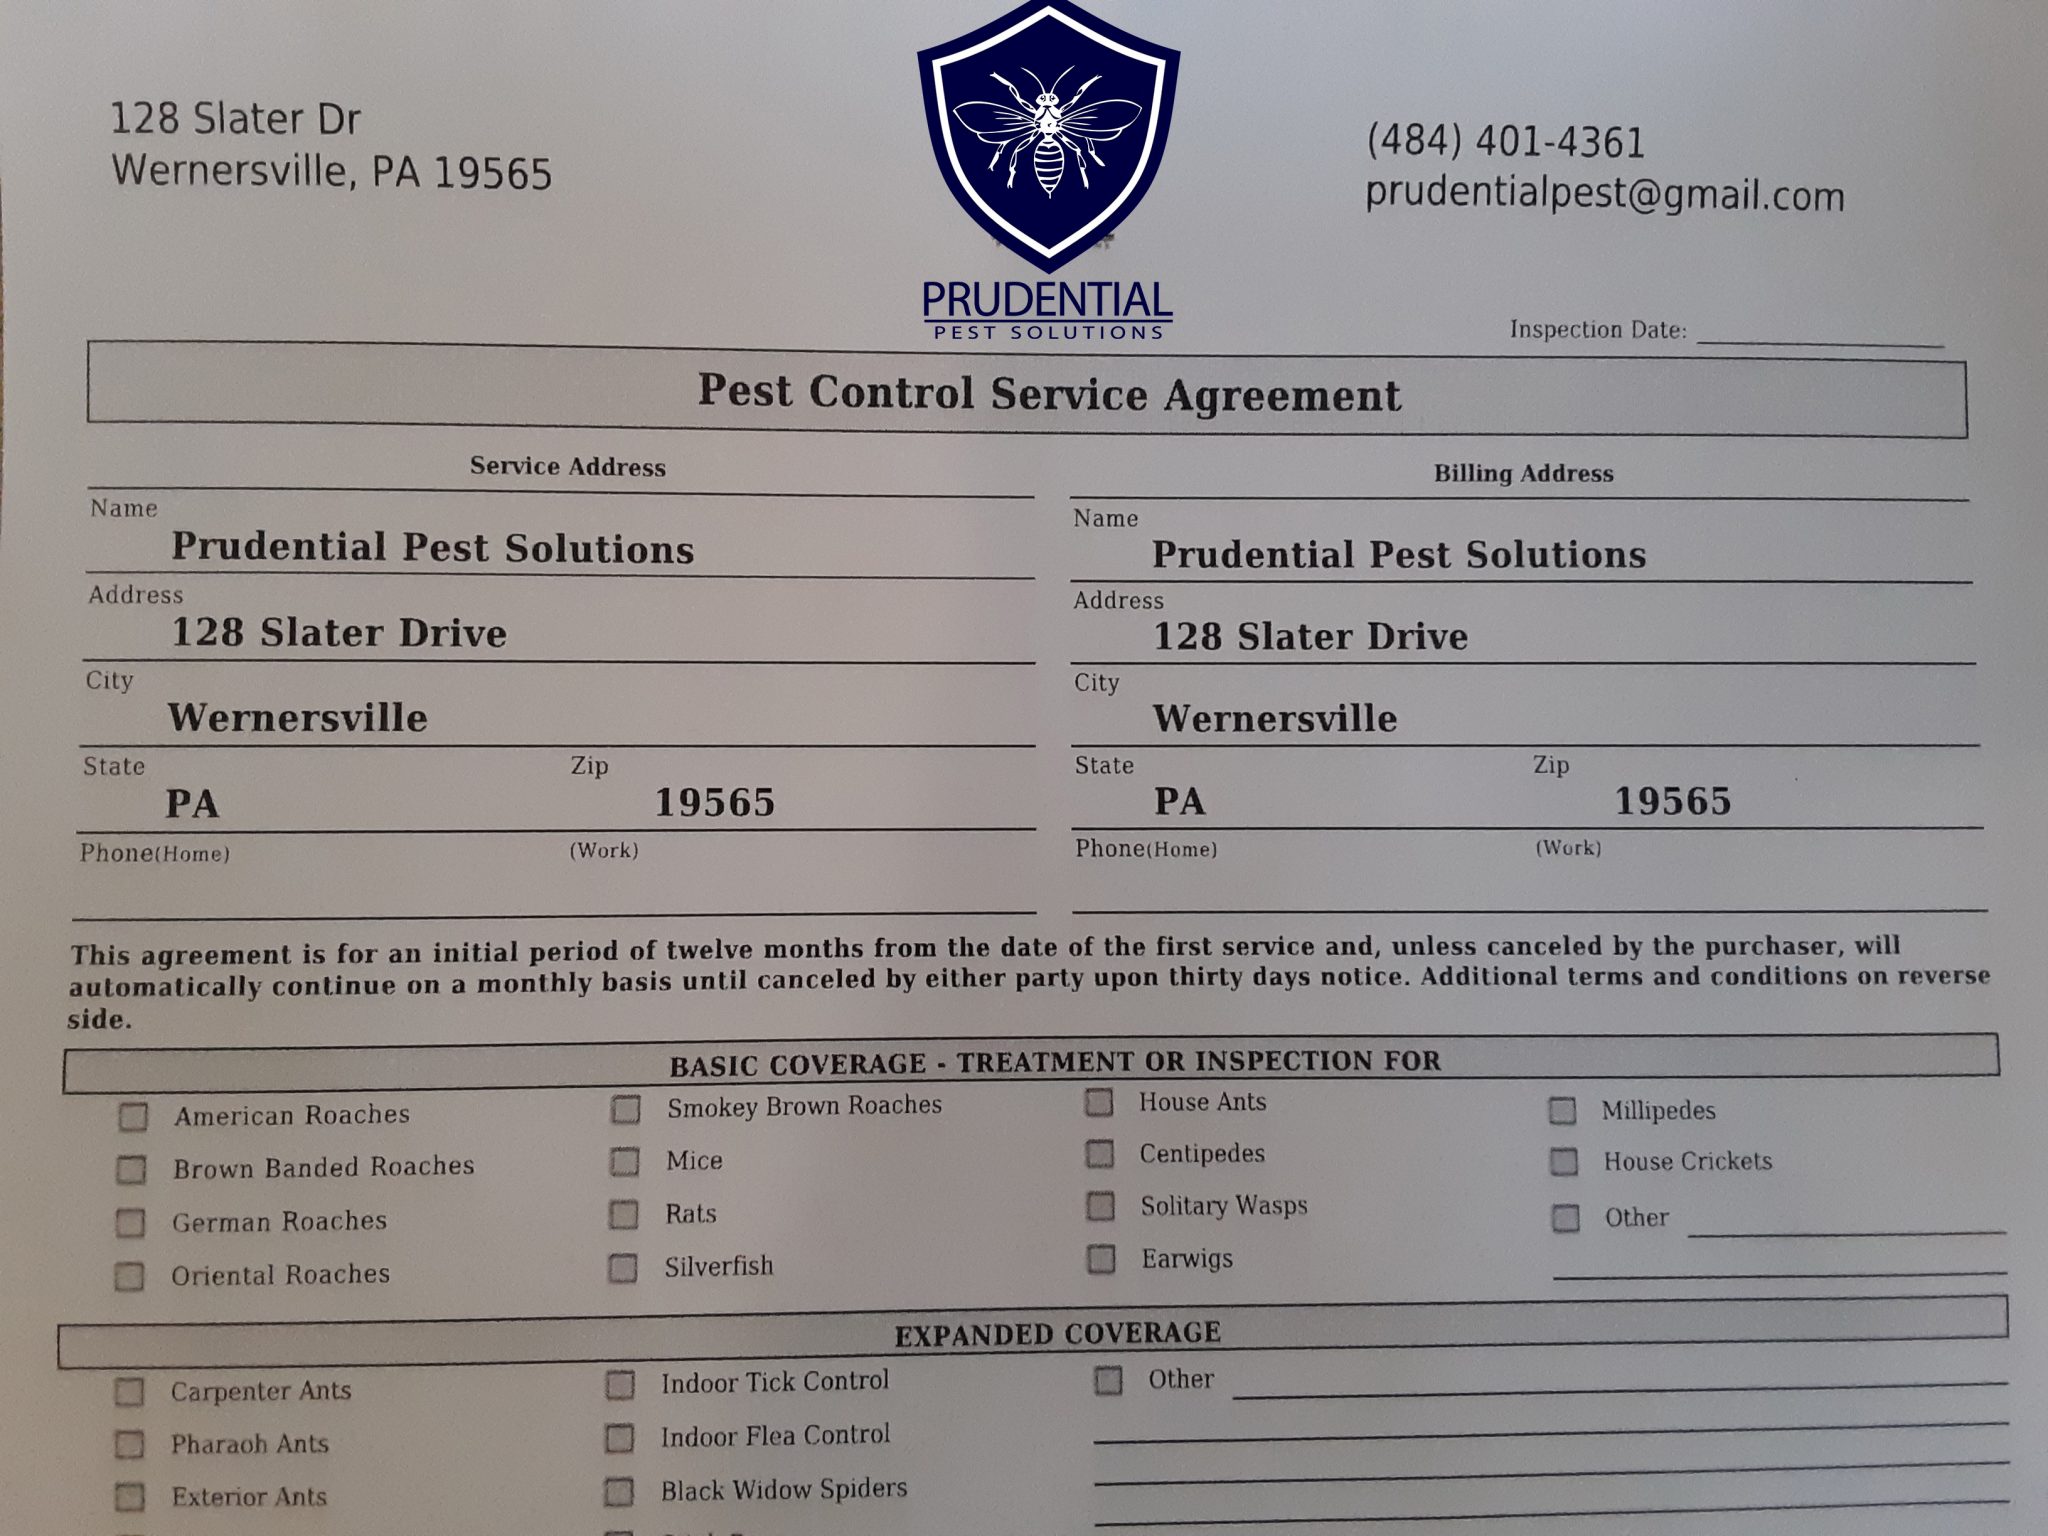 128 Slater Dr
Wernersville, PA 19565
PRUDENTIAL
PEST SOLUTIONS
(484) 401-4361
prudentialpest@gmail.com
Inspection Date:
Pest Control Service Agreement
Service Address
Name
Prudential Pest Solutions
Address
128 Slater Drive
City
Wernersville
State Zip
PA 19565
Phone(Home) (Work)
Billing Address
Name
Prudential Pest Solutions
Address
128 Slater Drive
City
Wernersville
State Zip
PA 19565
Phone(Home) (Work)
This agreement is for an initial period of twelve months from the date of the first service and, unless canceled by the purchaser, will
automatically continue on a monthly basis until canceled by either party upon thirty days notice. Additional terms and conditions on reverse
side.
BASIC COVERAGE - TREATMENT OR INSPECTION FOR
American Roaches
Brown Banded Roaches
German Roaches
Oriental Roaches
Smokey Brown Roaches
Mice
Rats
Silverfish
House Ants
Centipedes
Solitary Wasps
Earwigs
Millipedes
House Crickets
Other
EXPANDED COVERAGE
Carpenter Ants
Pharaoh Ants
Exterior Ants
Indoor Tick Control
Indoor Flea Control
Black Widow Spiders
Other